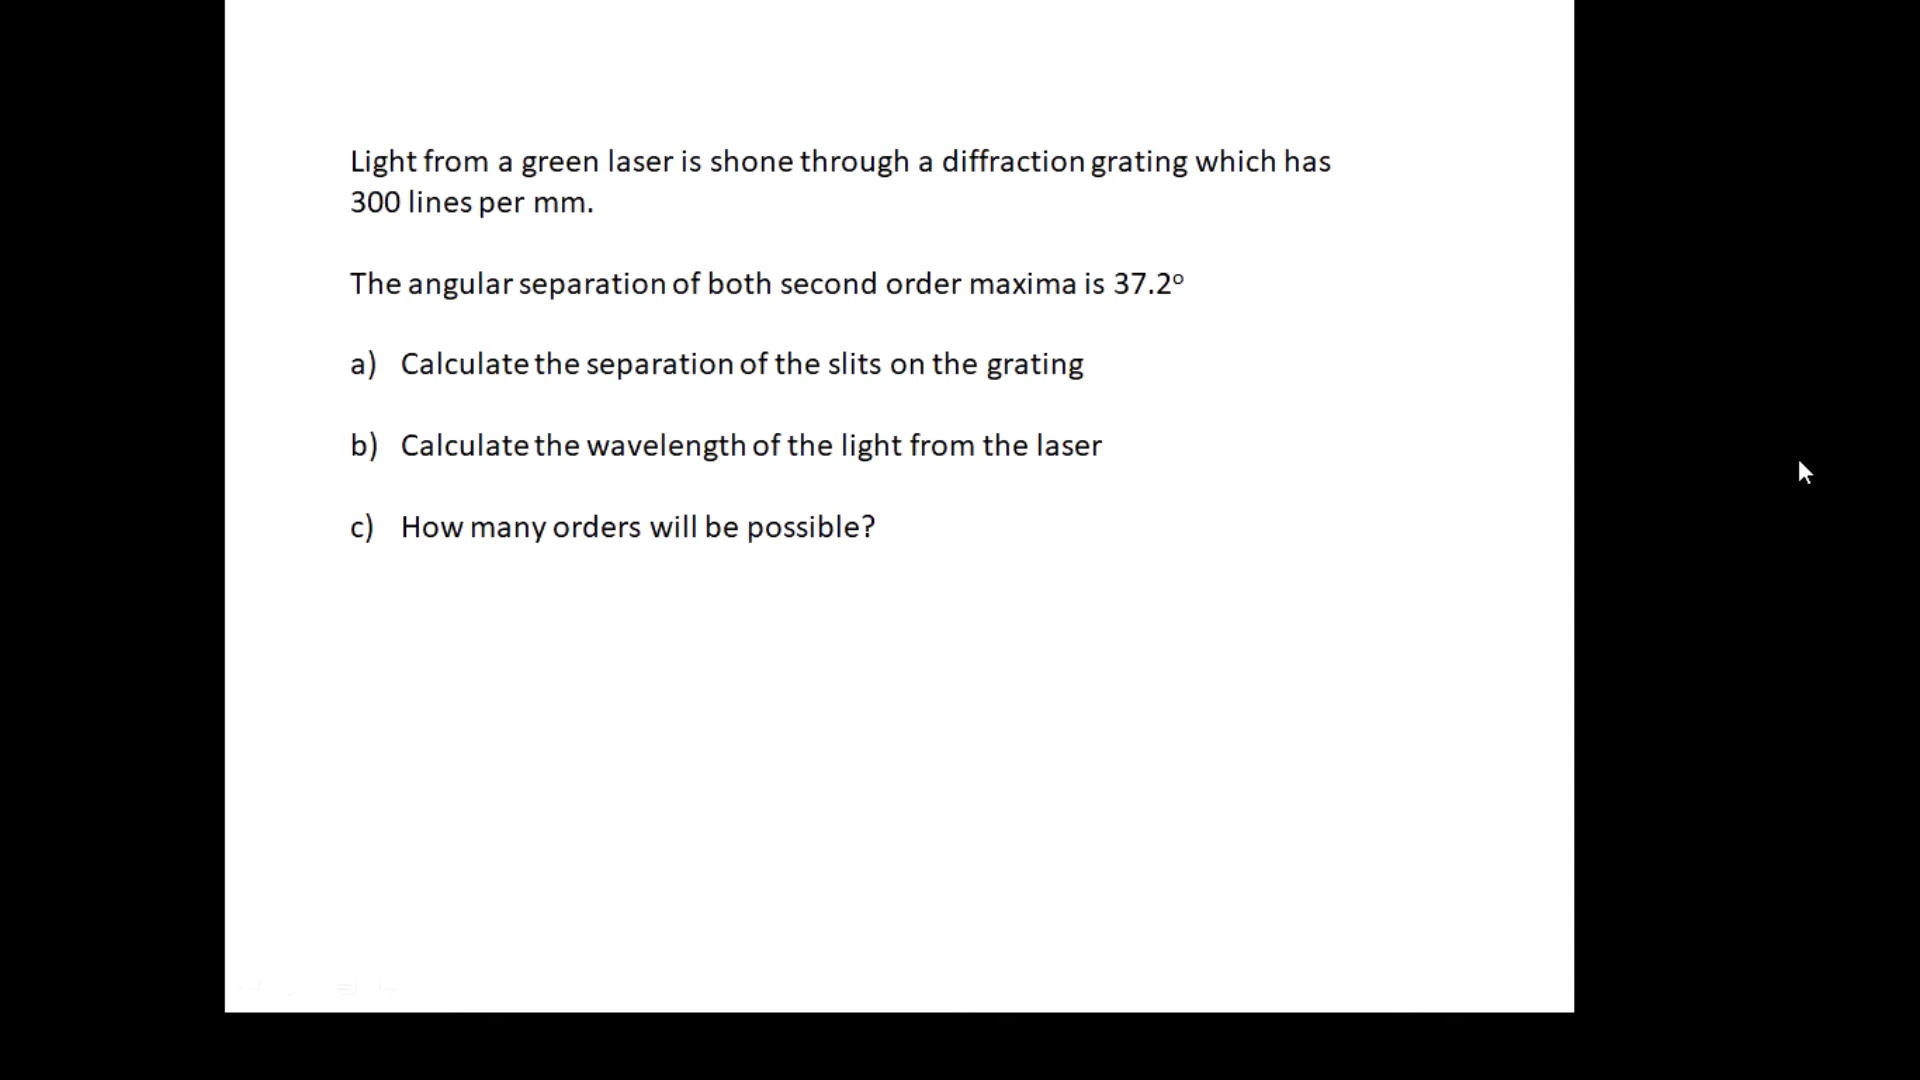 Light from a green laser is shone through a diffraction grating which has
300 lines per mm.
The angular separation of both second order maxima is 37.2º
a) Calculate the separation of the slits on the grating
b) Calculate the wavelength of the light from the laser
c) How many orders will be possible?